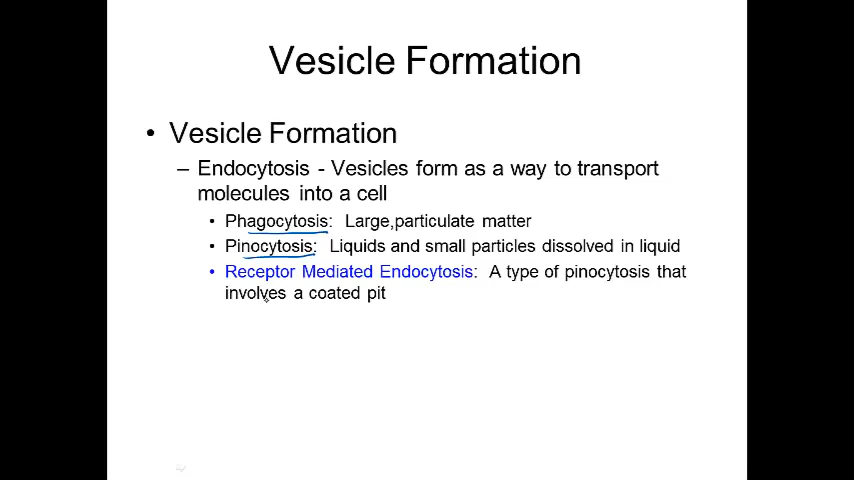 Vesicle Formation
• Vesicle Formation
– Endocytosis - Vesicles form as a way to transport
molecules into a cell
• Phagocytosis: Large,particulate matter
• Pinocytosis: Liquids and small particles dissolved in liquid
• Receptor Mediated Endocytosis: A type of pinocytosis that
involves a coated pit